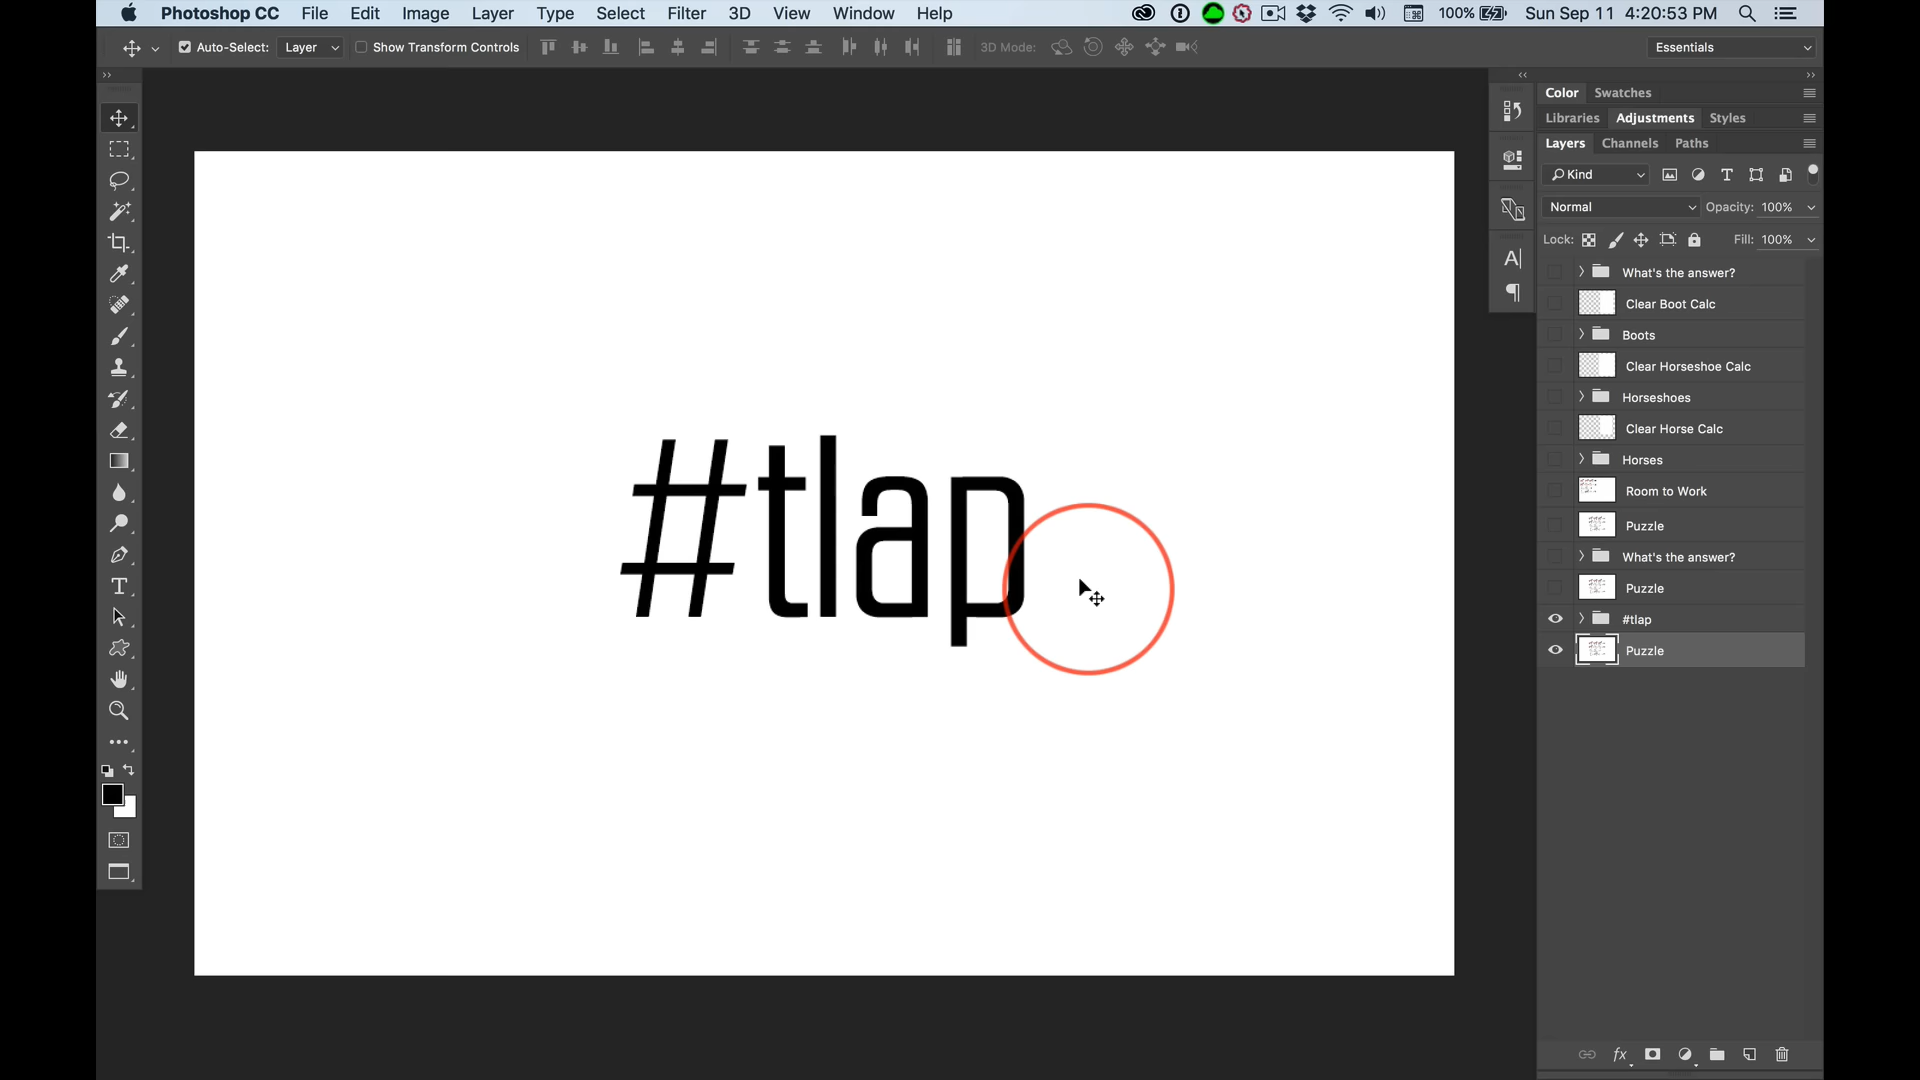 Photoshop CC File Edit Image Layer Type Select Filter 3D View Window Help 100% Sun Sep 11 4:20:53 PM
Auto-Select: Layer Show Transform Controls 3D Mode: Essentials
Color Swatches
Libraries Adjustments Styles
Layers Channels Paths
Kind
Normal Opacity: 100%
Lock: Fill: 100%
What's the answer?
Clear Boot Calc
Boots
Clear Horseshoe Calc
Horseshoes
Clear Horse Calc
Horses
Room to Work
Puzzle
What's the answer?
Puzzle
#tlap
Puzzle
#tlap